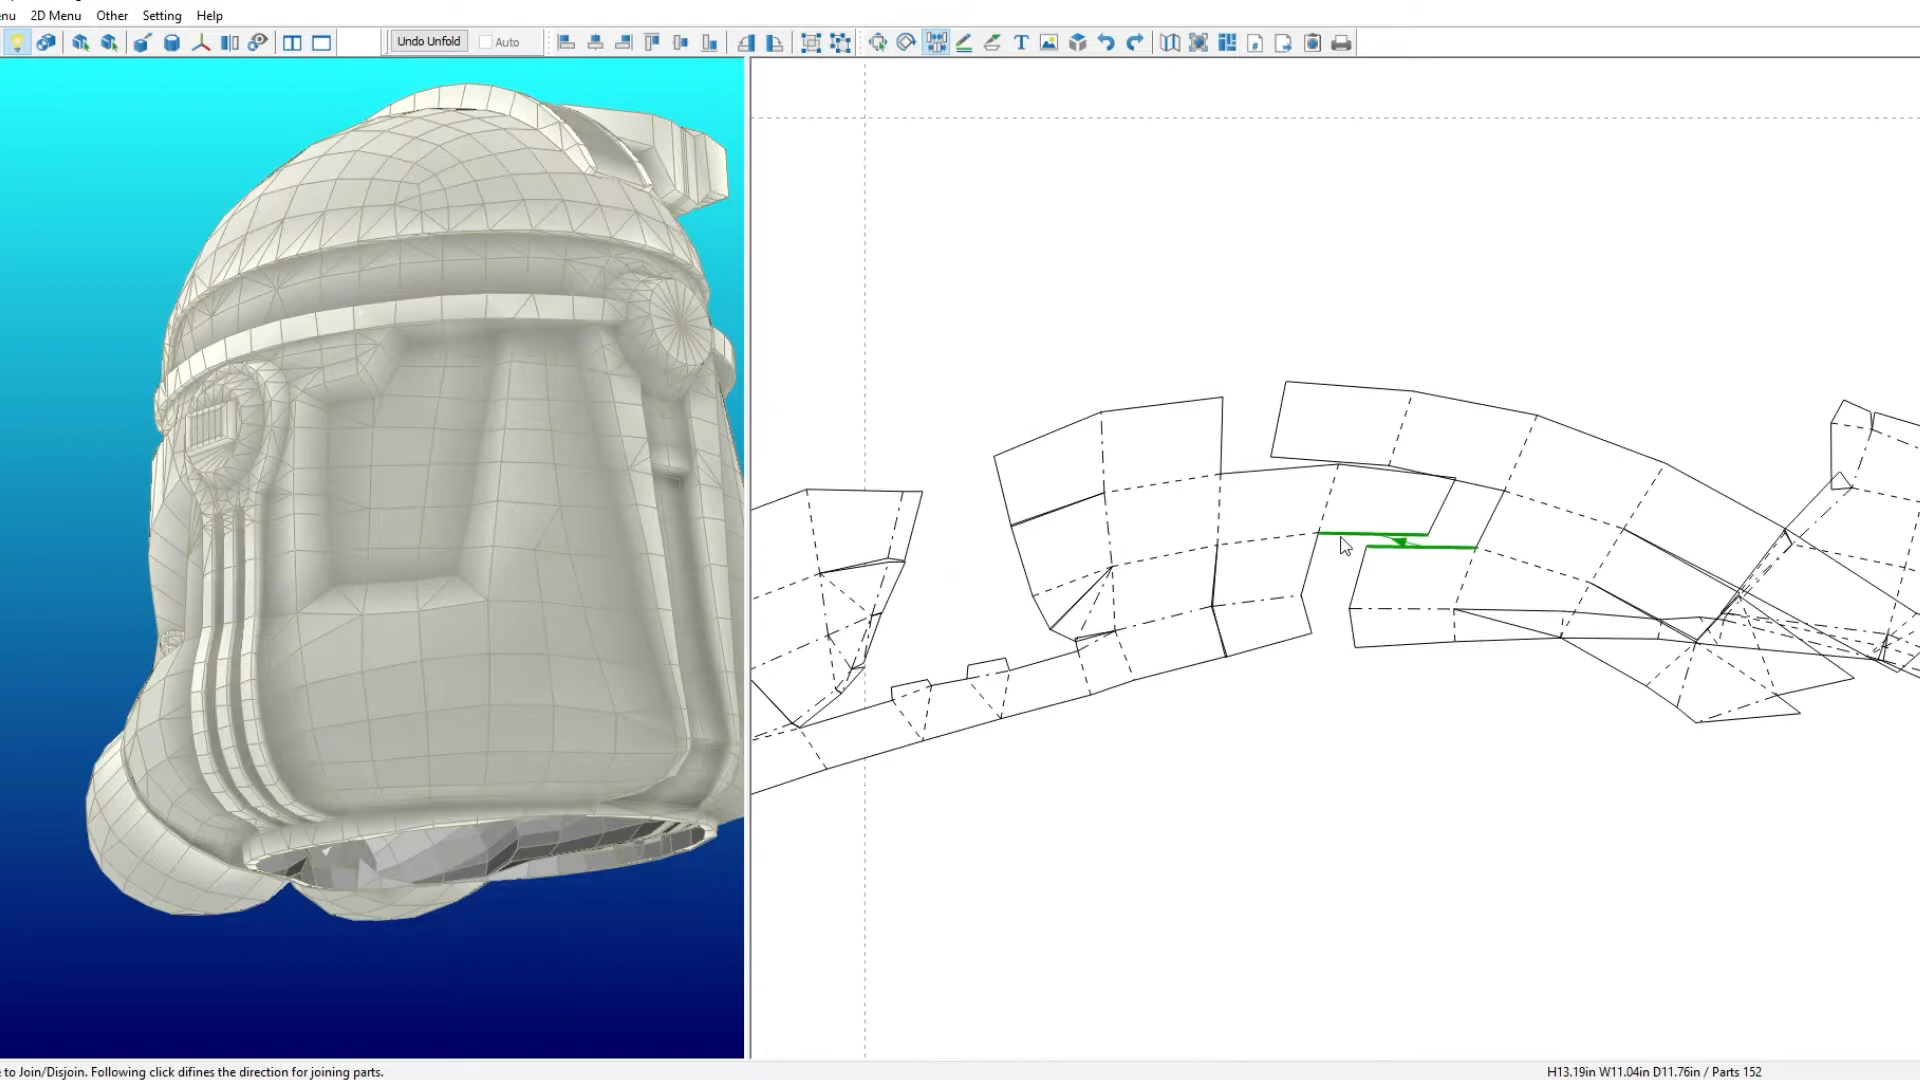 enu 2D Menu Other Setting Help
Undo Unfold Auto
e to Join/Disjoin. Following click difines the direction for joining parts.
H13.19in W11.04in D11.76in / Parts 152